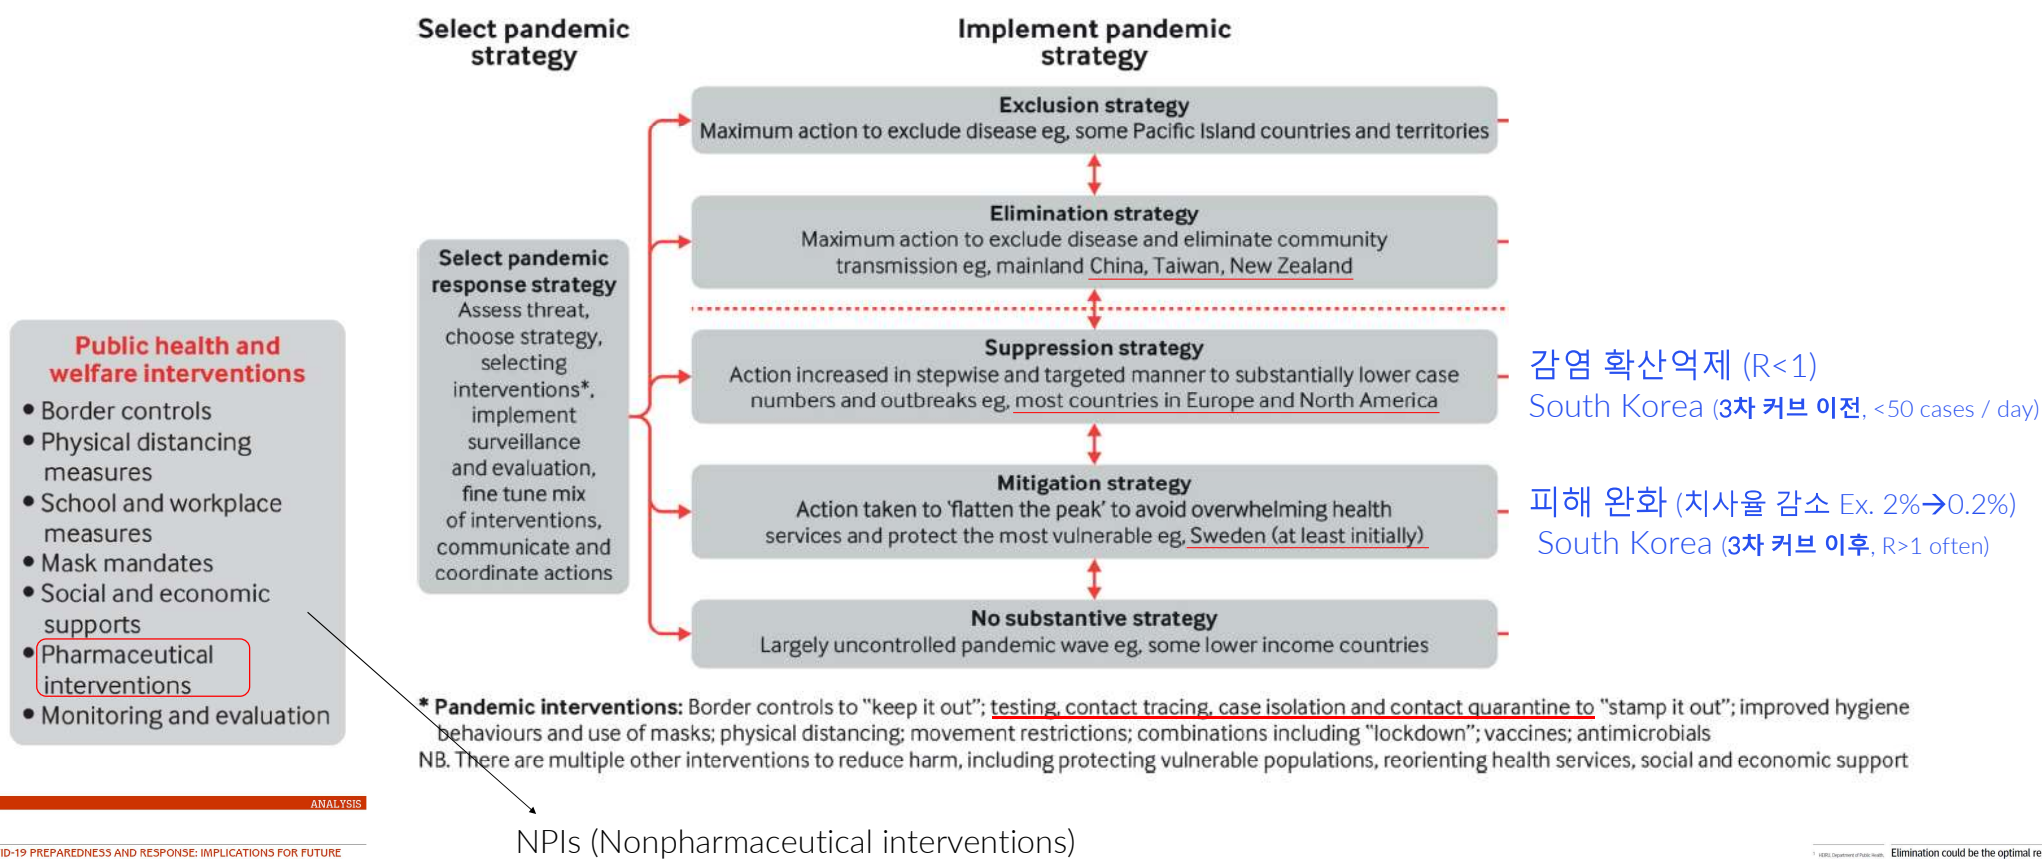 Select pandemic
strategy
Implement pandemic
strategy
Exclusion strategy
Maximum action to exclude disease eg, some Pacific Island countries and territories
Elimination strategy
Maximum action to exclude disease and eliminate community
transmission eg, mainland China, Taiwan, New Zealand
Select pandemic
response strategy
Assess threat,
choose strategy,
selecting
interventions*,
implement
surveillance
and evaluation,
fine tune mix
of interventions,
communicate and
coordinate actions
Suppression strategy
Action increased in stepwise and targeted manner to substantially lower case
numbers and outbreaks eg, most countries in Europe and North America
감염 확산억제 (R<1)
South Korea (3차 커브 이전, <50 cases / day)
Mitigation strategy
Action taken to 'flatten the peak' to avoid overwhelming health
services and protect the most vulnerable eg, Sweden (at least initially)
피해 완화 (치사율 감소 Ex. 2%→0.2%)
South Korea (3차 커브 이후, R>1 often)
No substantive strategy
Largely uncontrolled pandemic wave eg, some lower income countries
Public health and
welfare interventions
• Border controls
• Physical distancing
measures
• School and workplace
measures
• Mask mandates
• Social and economic
supports
• Pharmaceutical
interventions
• Monitoring and evaluation
* Pandemic interventions: Border controls to "keep it out"; testing, contact tracing, case isolation and contact quarantine to "stamp it out"; improved hygiene
behaviours and use of masks; physical distancing; movement restrictions; combinations including "lockdown"; vaccines; antimicrobials
NB. There are multiple other interventions to reduce harm, including protecting vulnerable populations, reorienting health services, social and economic support
ANALYSIS
ID-19 PREPAREDNESS AND RESPONSE: IMPLICATIONS FOR FUTURE
NPIs (Nonpharmaceutical interventions)
Elimination could be the optimal re